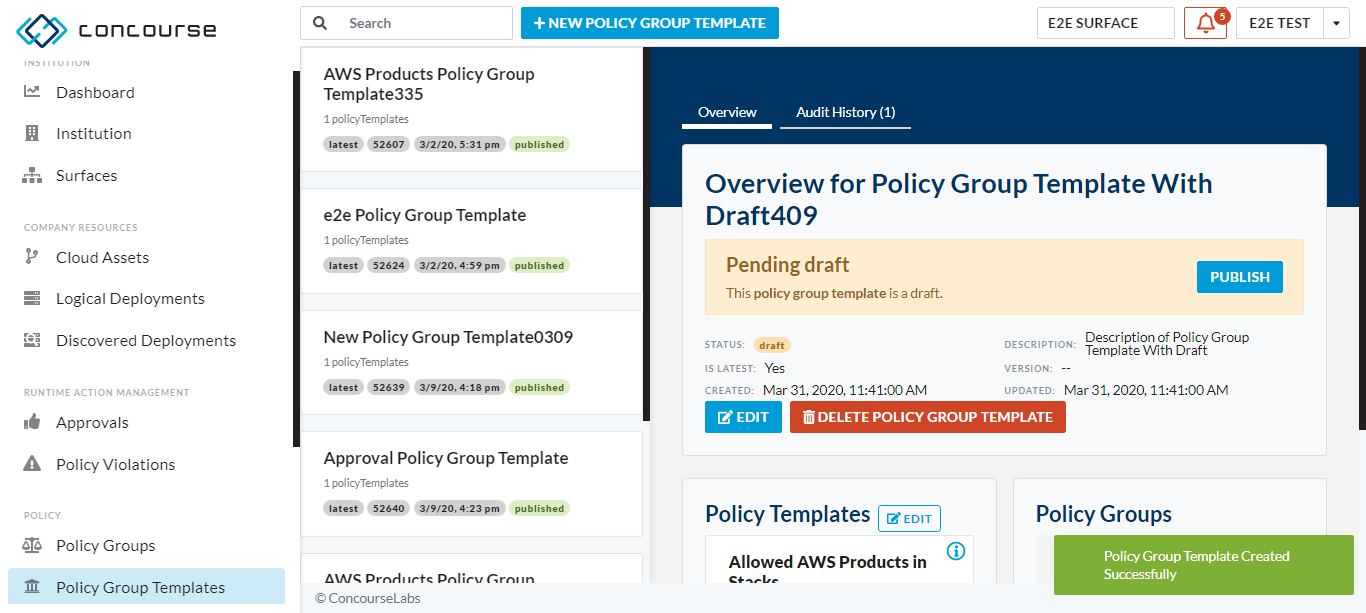 concourse
Search
NEW POLICY GROUP TEMPLATE
E2E SURFACE
5
E2E TEST
INSTITUTION
Dashboard
Institution
Surfaces
COMPANY RESOURCES
Cloud Assets
Logical Deployments
Discovered Deployments
RUNTIME ACTION MANAGEMENT
Approvals
Policy Violations
POLICY
Policy Groups
Policy Group Templates
AWS Products Policy Group
Template335
1 policyTemplates
latest 52607 3/2/20, 5:31 pm published
e2e Policy Group Template
1 policyTemplates
latest 52624 3/2/20, 4:59 pm published
New Policy Group Template0309
1 policyTemplates
latest 52639 3/9/20, 4:18 pm published
Approval Policy Group Template
1 policyTemplates
latest 52640 3/9/20, 4:23 pm published
AWS Products Policy Group
© ConcourseLabs
Overview
Audit History (1)
Overview for Policy Group Template With
Draft409
Pending draft
This policy group template is a draft.
PUBLISH
STATUS: draft
DESCRIPTION: Description of Policy Group
Template With Draft
IS LATEST: Yes
VERSION: --
CREATED: Mar 31, 2020, 11:41:00 AM
UPDATED: Mar 31, 2020, 11:41:00 AM
EDIT
DELETE POLICY GROUP TEMPLATE
Policy Templates
EDIT
Allowed AWS Products in
Stacks
Policy Groups
Policy Group Template Created
Successfully